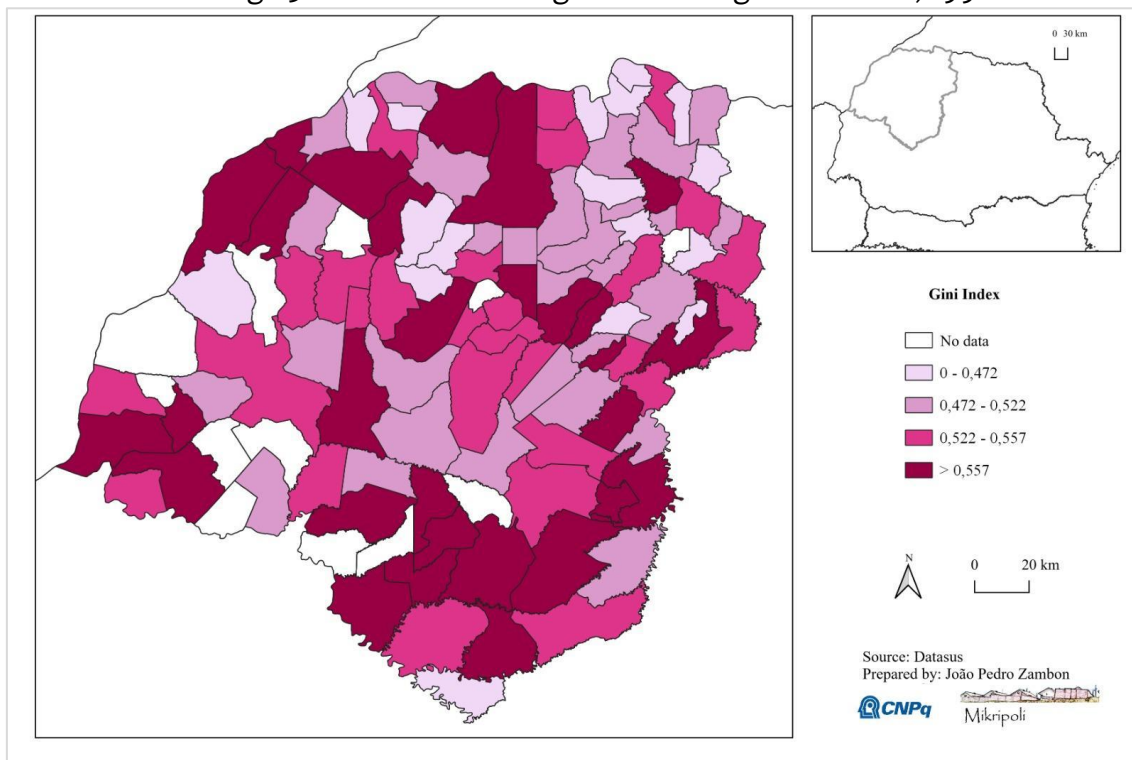 0 30 km
Gini Index
No data
0 - 0,472
0,472 - 0,522
0,522 - 0,557
> 0,557
N
0 20 km
Source: Datasus
Prepared by: João Pedro Zambon
CNPq
Mikripoli